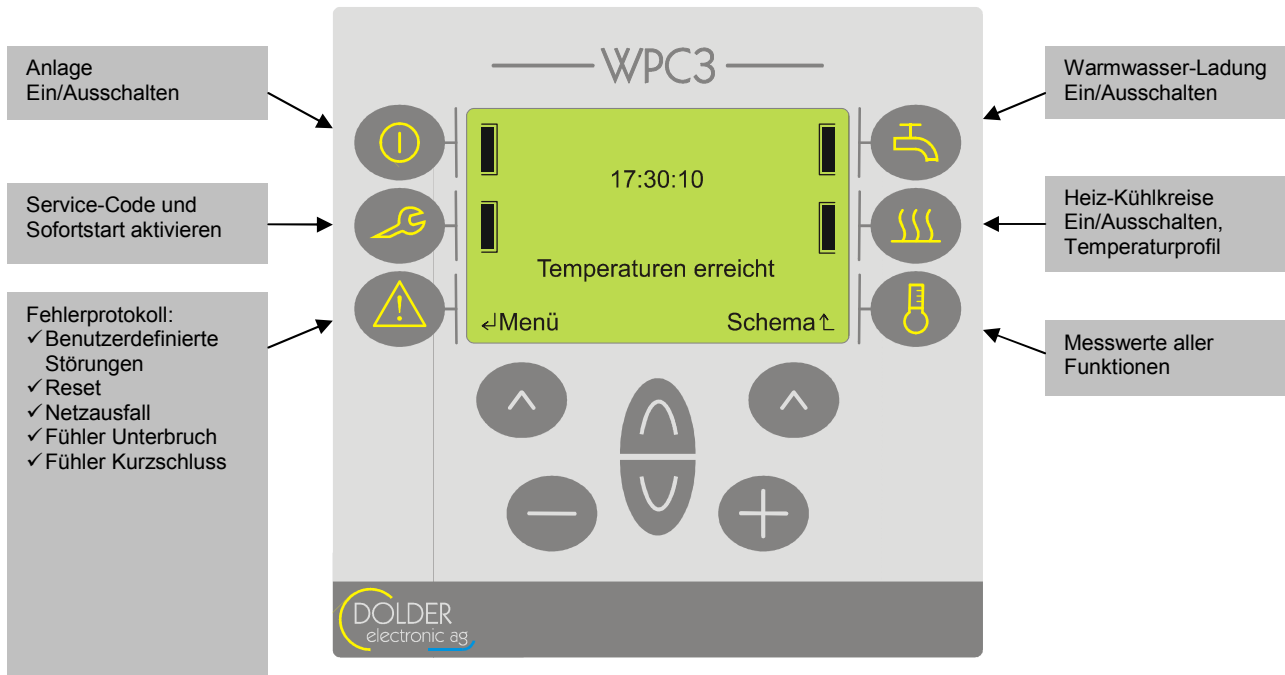 WPC3
Anlage
Ein/Ausschalten
Service-Code und
Sofortstart aktivieren
Fehlerprotokoll:
✓Benutzerdefinierte
Störungen
✓Reset
✓Netzausfall
✓Fühler Unterbruch
✓Fühler Kurzschluss
17:30:10
Temperaturen erreicht
↲Menü Schema↑
Warmwasser-Ladung
Ein/Ausschalten
Heiz-Kühlkreise
Ein/Ausschalten,
Temperaturprofil
Messwerte aller
Funktionen
DOLDER
electronic ag